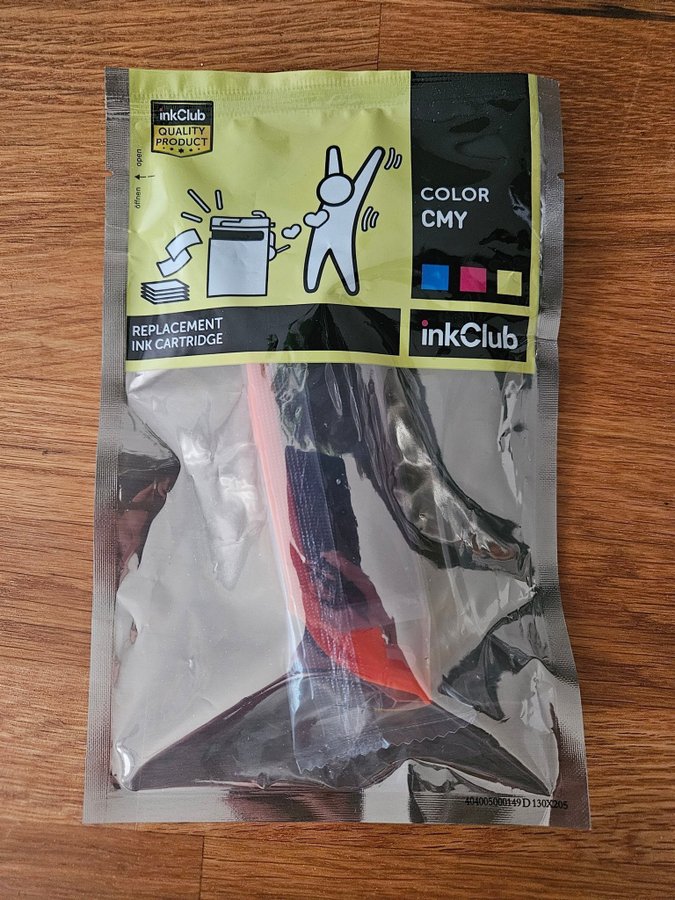 inkClub
QUALITY
PRODUCT
open
öffnen
COLOR
CMY
REPLACEMENT
INK CARTRIDGE
inkClub
404005000149 D 130X205